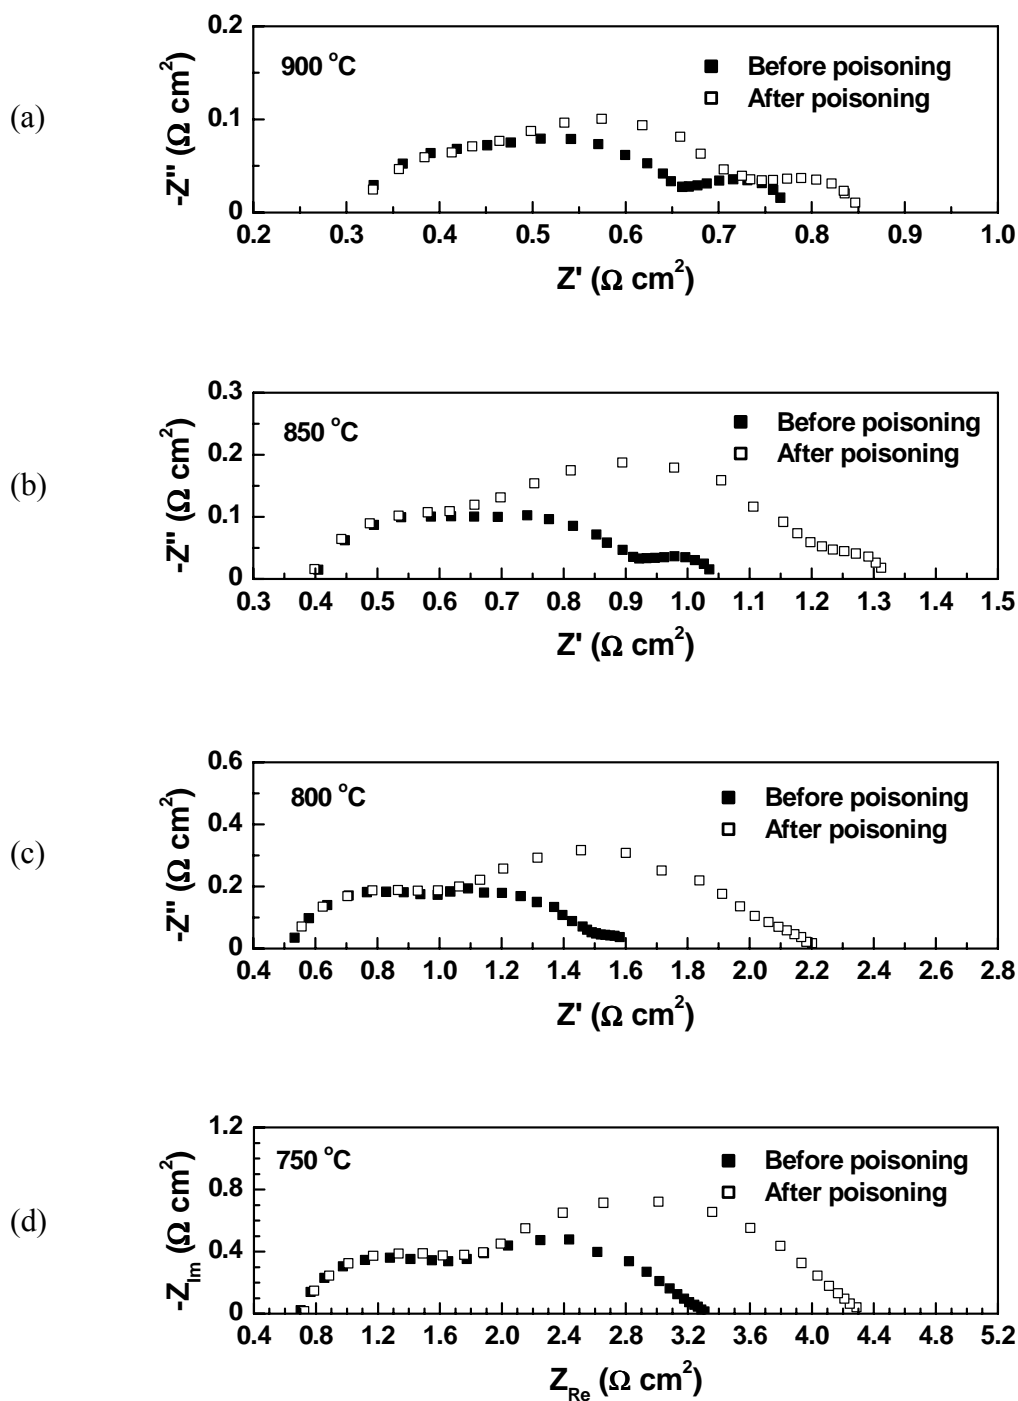 (a)
900 °C
Before poisoning
After poisoning
-Z'' (Ω cm²)
0.2
0.1
0
0.2 0.3 0.4 0.5 0.6 0.7 0.8 0.9 1.0
Z' (Ω cm²)
(b)
850 °C
Before poisoning
After poisoning
-Z'' (Ω cm²)
0.3
0.2
0.1
0
0.3 0.4 0.5 0.6 0.7 0.8 0.9 1.0 1.1 1.2 1.3 1.4 1.5
Z' (Ω cm²)
(c)
800 °C
Before poisoning
After poisoning
-Z'' (Ω cm²)
0.6
0.4
0.2
0
0.4 0.6 0.8 1.0 1.2 1.4 1.6 1.8 2.0 2.2 2.4 2.6 2.8
Z' (Ω cm²)
(d)
750 °C
Before poisoning
After poisoning
-Z_Im (Ω cm²)
1.2
0.8
0.4
0
0.4 0.8 1.2 1.6 2.0 2.4 2.8 3.2 3.6 4.0 4.4 4.8 5.2
Z_Re (Ω cm²)